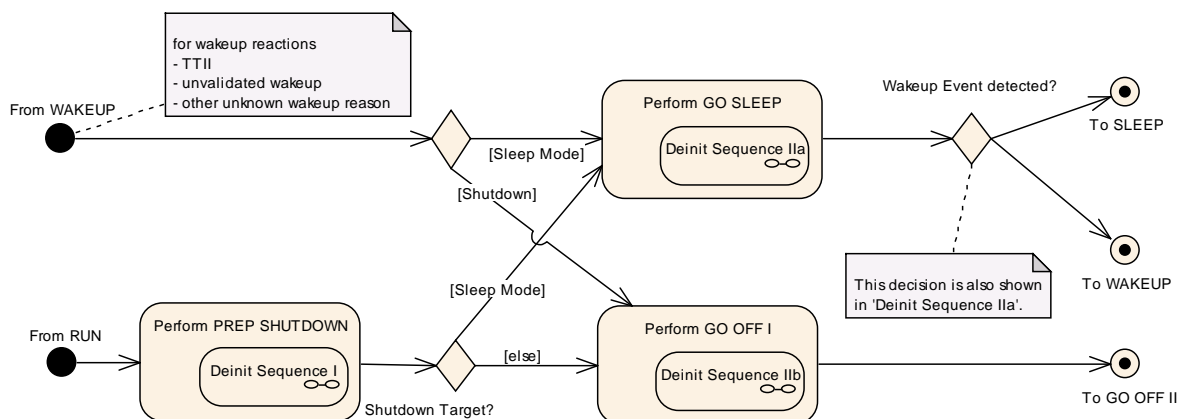 for wakeup reactions
- TTII
- unvalidated wakeup
- other unknown wakeup reason
From WAKEUP
Perform GO SLEEP
Deinit Sequence IIa
Wakeup Event detected?
To SLEEP
[Sleep Mode]
[Shutdown]
This decision is also shown
in 'Deinit Sequence IIa'.
To WAKEUP
[Sleep Mode]
From RUN
Perform PREP SHUTDOWN
Deinit Sequence I
Shutdown Target?
[else]
Perform GO OFF I
Deinit Sequence IIb
To GO OFF II